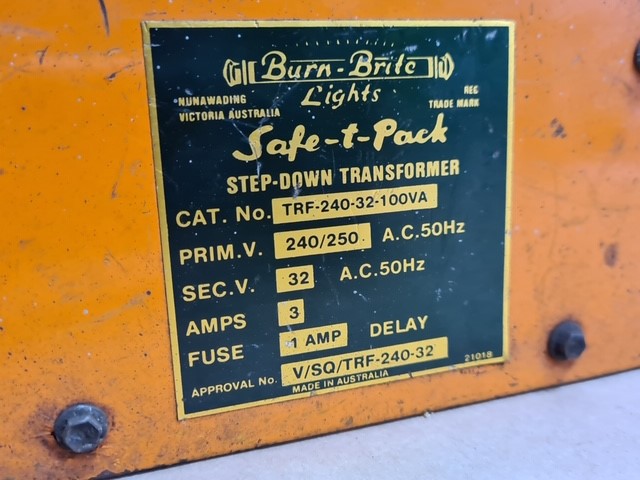 Burn-Brite
Lights
NUNAWADING
VICTORIA AUSTRALIA
REG
TRADE MARK
Safe-t-Pack
STEP-DOWN TRANSFORMER
CAT. No. TRF-240-32-100VA
PRIM.V. 240/250 A.C.50Hz
SEC.V. 32 A.C.50Hz
AMPS 3
FUSE 1 AMP DELAY
APPROVAL No. V/SQ/TRF-240-32
MADE IN AUSTRALIA
21018